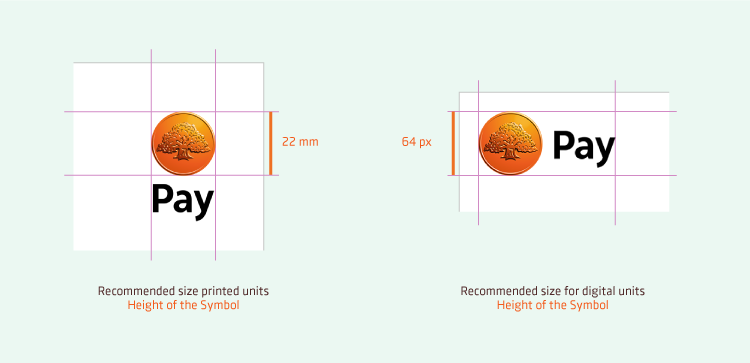 22 mm
Pay
Recommended size printed units
Height of the Symbol
64 px
Pay
Recommended size for digital units
Height of the Symbol